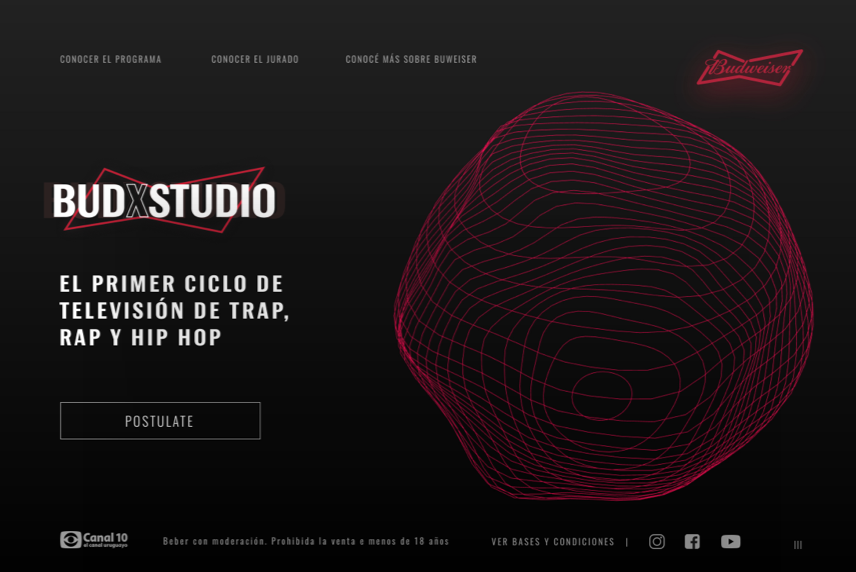 CONOCER EL PROGRAMA
CONOCER EL JURADO
CONOCÉ MÁS SOBRE BUWEISER
Budweiser
BUDXSTUDIO
EL PRIMER CICLO DE
TELEVISIÓN DE TRAP,
RAP Y HIP HOP
POSTULATE
Canal 10
el canal uruguayo
Beber con moderación. Prohibida la venta e menos de 18 años
VER BASES Y CONDICIONES |